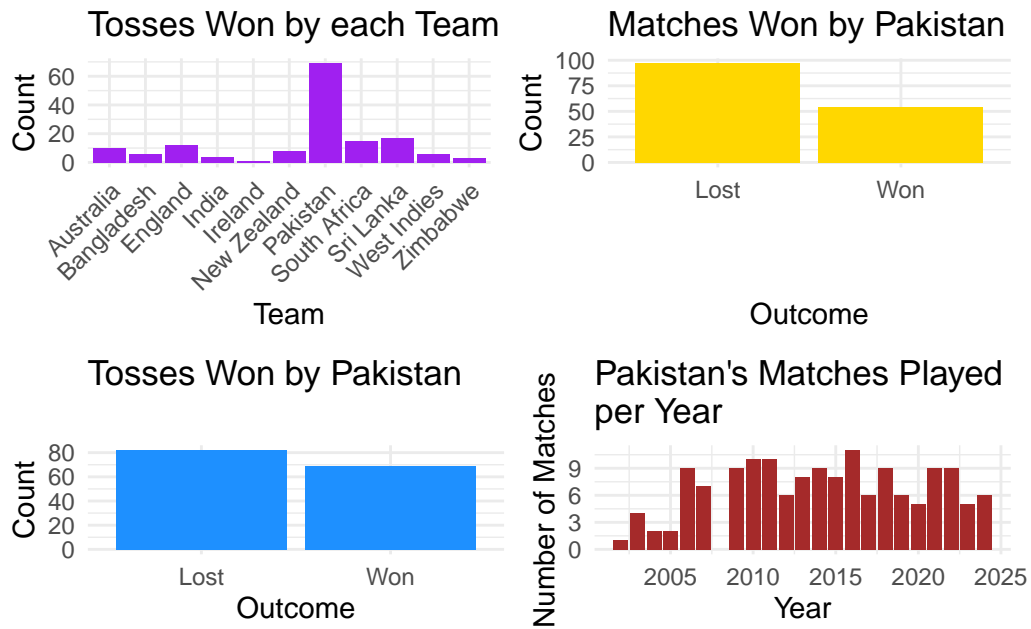 Tosses Won by each Team
Count
60
40
20
0
Australia
Bangladesh
England
India
Ireland
New Zealand
Pakistan
South Africa
Sri Lanka
West Indies
Zimbabwe
Team
Matches Won by Pakistan
Count
100
75
50
25
0
Lost Won
Outcome
Tosses Won by Pakistan
Count
80
60
40
20
0
Lost Won
Outcome
Pakistan's Matches Played
per Year
Number of Matches
9
6
3
0
2005 2010 2015 2020 2025
Year